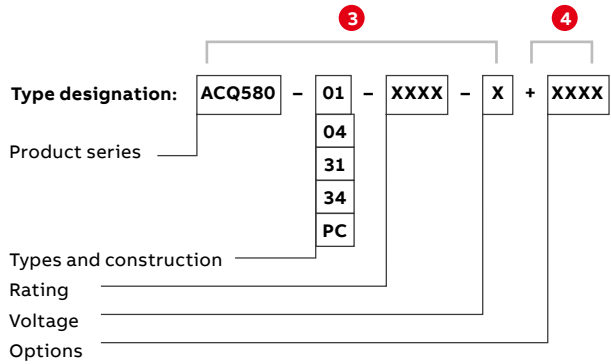 3 4
Type designation: ACQ580 – 01 – XXXX – X + XXXX
04
Product series
31
34
PC
Types and construction
Rating
Voltage
Options